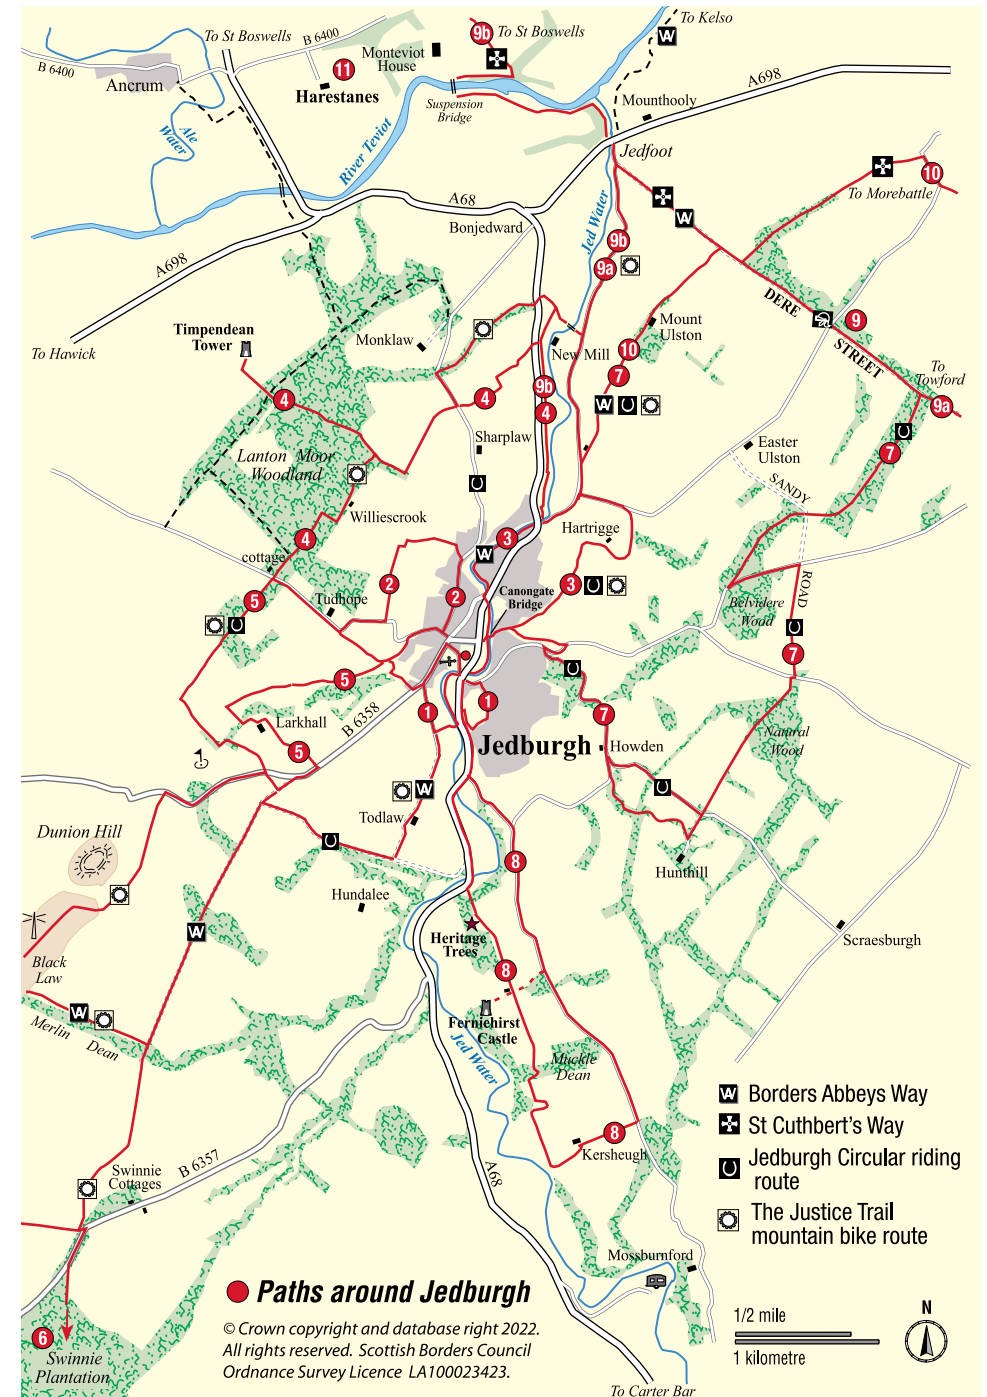 To Kelso
9b
To St Boswells
To St Boswells
B 6400
B 6400
Monteviot
House
11
Harestanes
Ancrum
Suspension
Bridge
A698
Mounthooly
Ale
Water
River Teviot
Jedfoot
10
To Morebattle
A68
Bonjedward
Jed Water
9b
9a
A698
DERE
STREET
9
Timpendean
Tower
Monklaw
Mount
Ulston
New Mill
10
7
To Hawick
To
Towford
9a
4
4
9b
4
Sharplaw
Lanton Moor
Woodland
Easter
Ulston
7
SANDY
ROAD
Williescrook
4
Hartrigge
3
cottage
Canongate
Bridge
2
2
3
5
Tudhope
Belvidere
Wood
7
5
1
1
B 6358
Larkhall
7
Natural
Wood
5
Jedburgh
Howden
Todlaw
Dunion Hill
8
Hunthill
Hundalee
Heritage
Trees
Scraesburgh
Black
Law
8
Merlin
Dean
Ferniehirst
Castle
Jed Water
Muckle
Dean
8
Kersheugh
Swinnie
Cottages
B 6357
A68
Mossburnford
6
Swinnie
Plantation
To Carter Bar
Borders Abbeys Way
St Cuthbert's Way
Jedburgh Circular riding
route
The Justice Trail
mountain bike route
Paths around Jedburgh
© Crown copyright and database right 2022.
All rights reserved. Scottish Borders Council
Ordnance Survey Licence LA100023423.
1/2 mile
1 kilometre
N